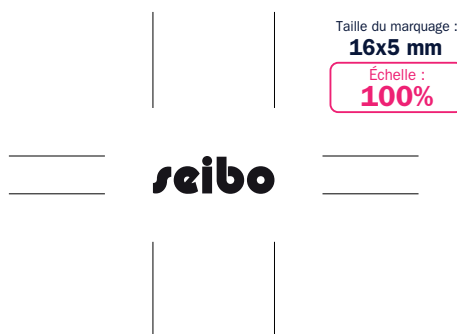 Taille du marquage :
16x5 mm
Échelle :
100%
seibo